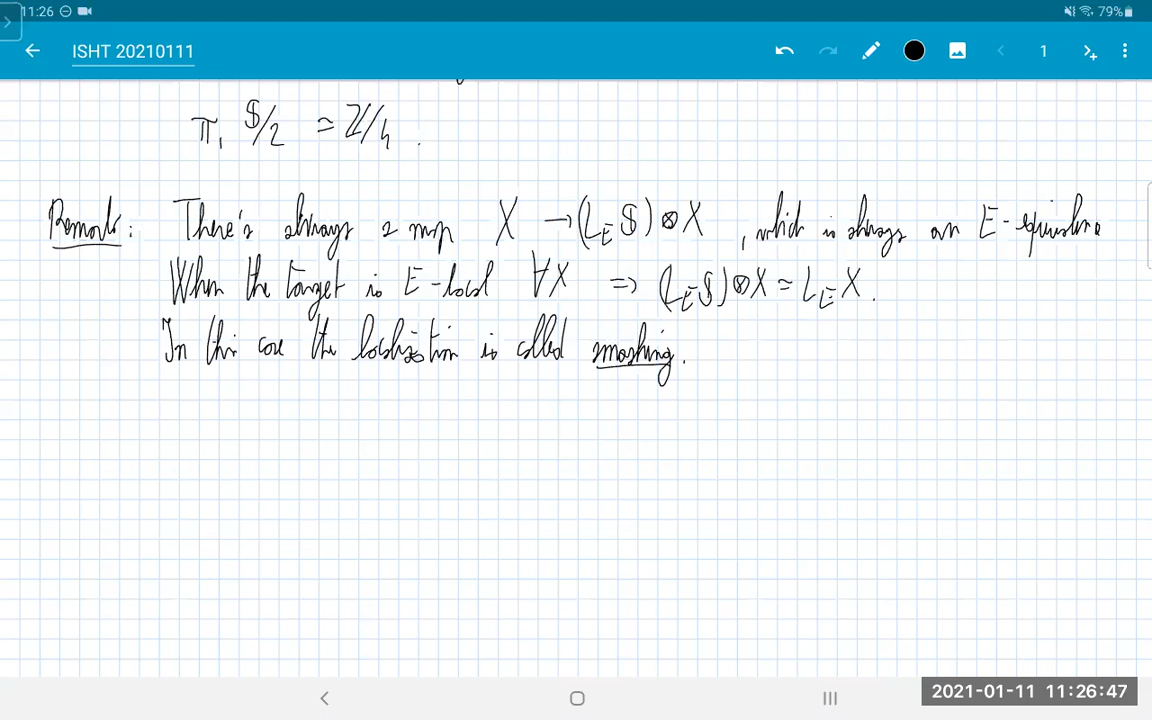 11:26
79%
ISHT 20210111
1
π₁ $/2 ≃ ℤ/4.
Remark: There's always a map X → (L_E $) ⊗ X, which is always an E-equivalence
When the target is E-local ∀X ⇒ (L_E $) ⊗ X ≃ L_E X.
In this case the localization is called smashing.
2021-01-11 11:26:47